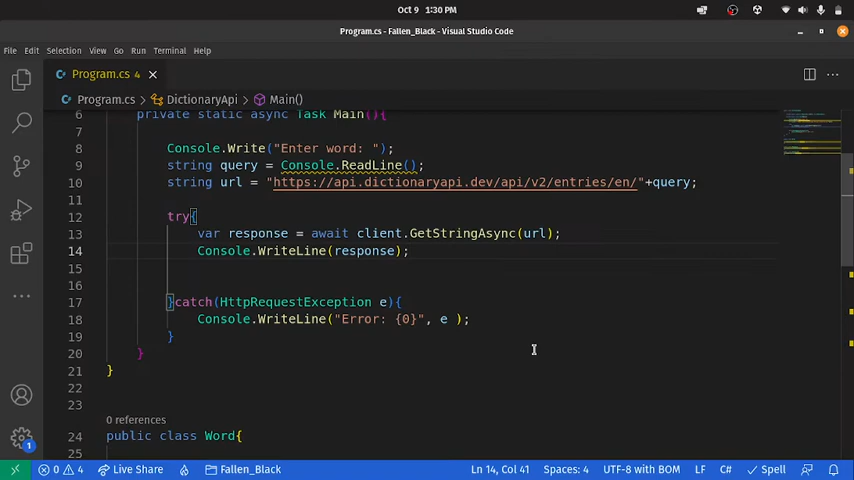 Oct 9 1:30 PM
Program.cs - Fallen_Black - Visual Studio Code
File Edit Selection View Go Run Terminal Help
Program.cs 4
Program.cs > DictionaryApi > Main()
6 private static async Task Main(){
7
8 Console.Write("Enter word: ");
9 string query = Console.ReadLine();
10 string url = "https://api.dictionaryapi.dev/api/v2/entries/en/"+query;
11
12 try{
13 var response = await client.GetStringAsync(url);
14 Console.WriteLine(response);
15
16
17 }catch(HttpRequestException e){
18 Console.WriteLine("Error: {0}", e );
19 }
20 }
21 }
22
23
0 references
24 public class Word{
25
1
0 4 Live Share Fallen_Black Ln 14, Col 41 Spaces: 4 UTF-8 with BOM LF C# Spell